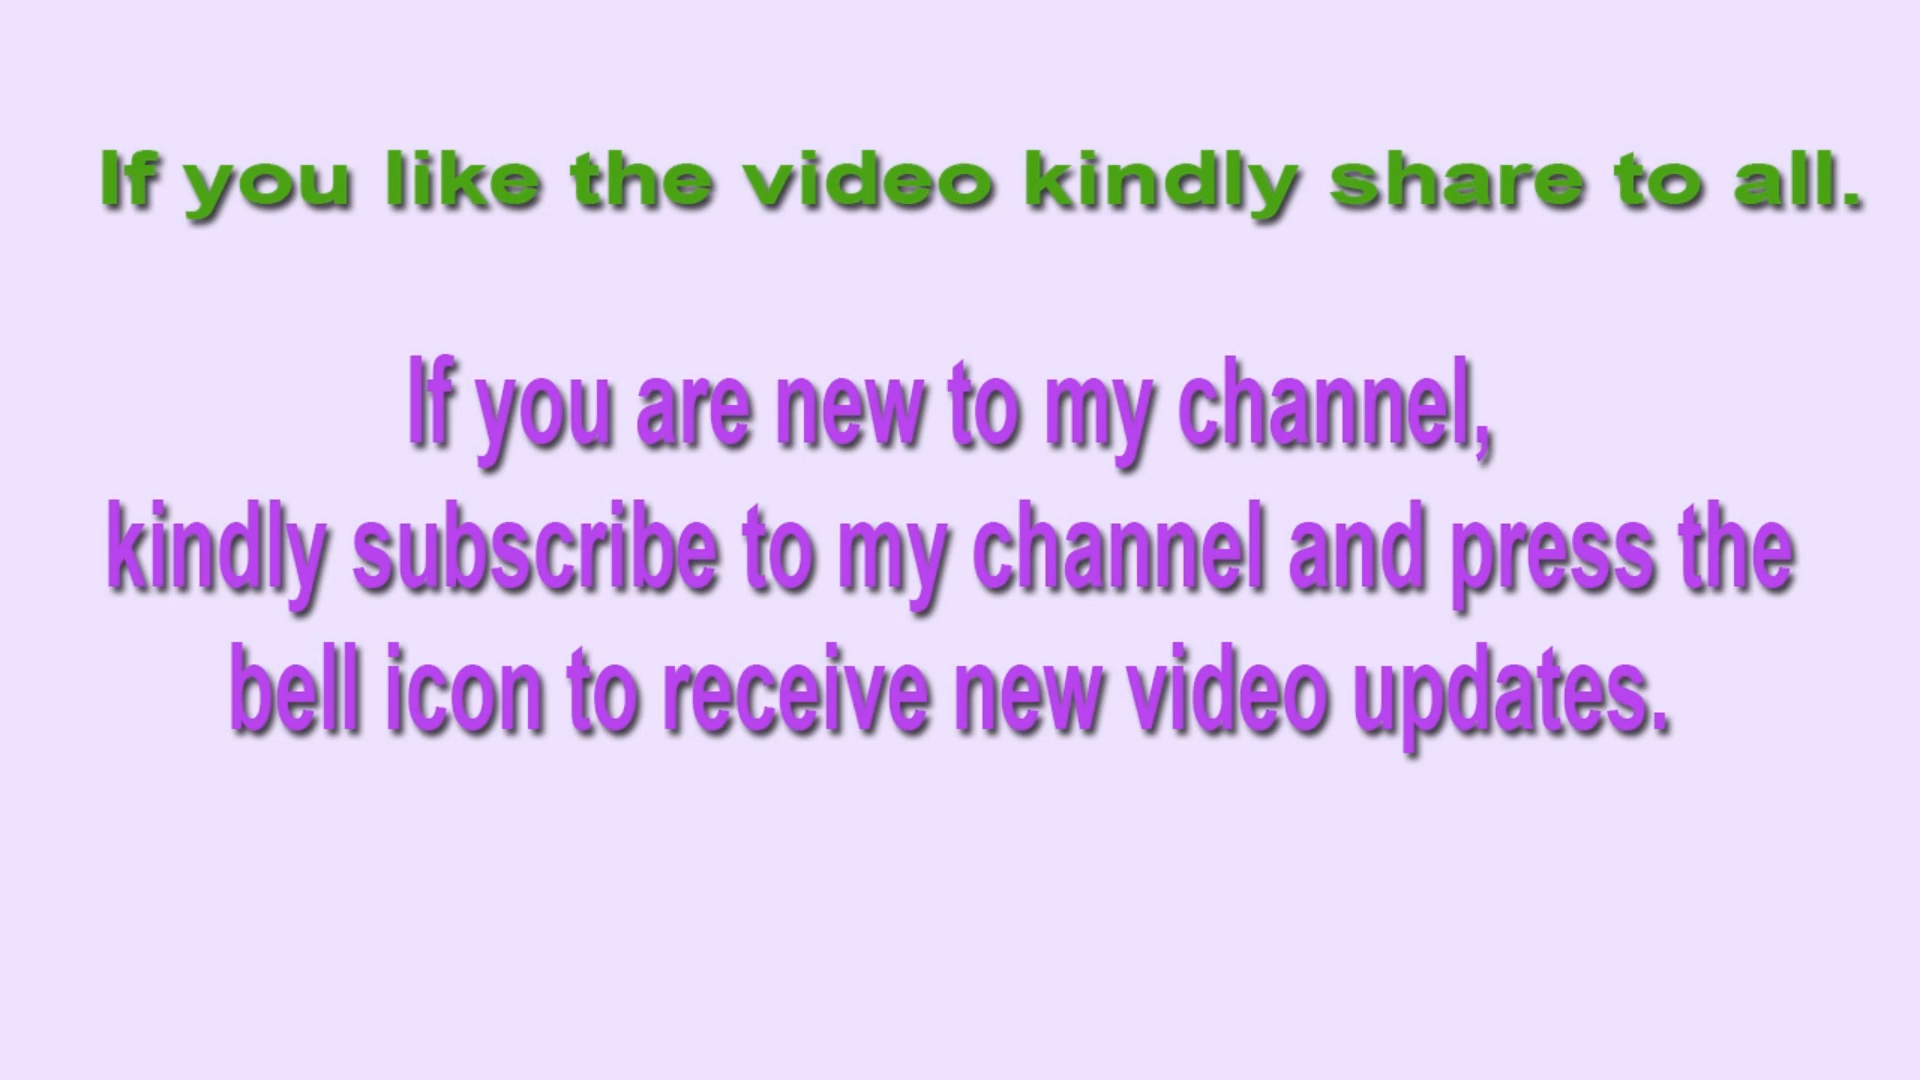 If you like the video kindly share to all.
If you are new to my channel,
kindly subscribe to my channel and press the
bell icon to receive new video updates.